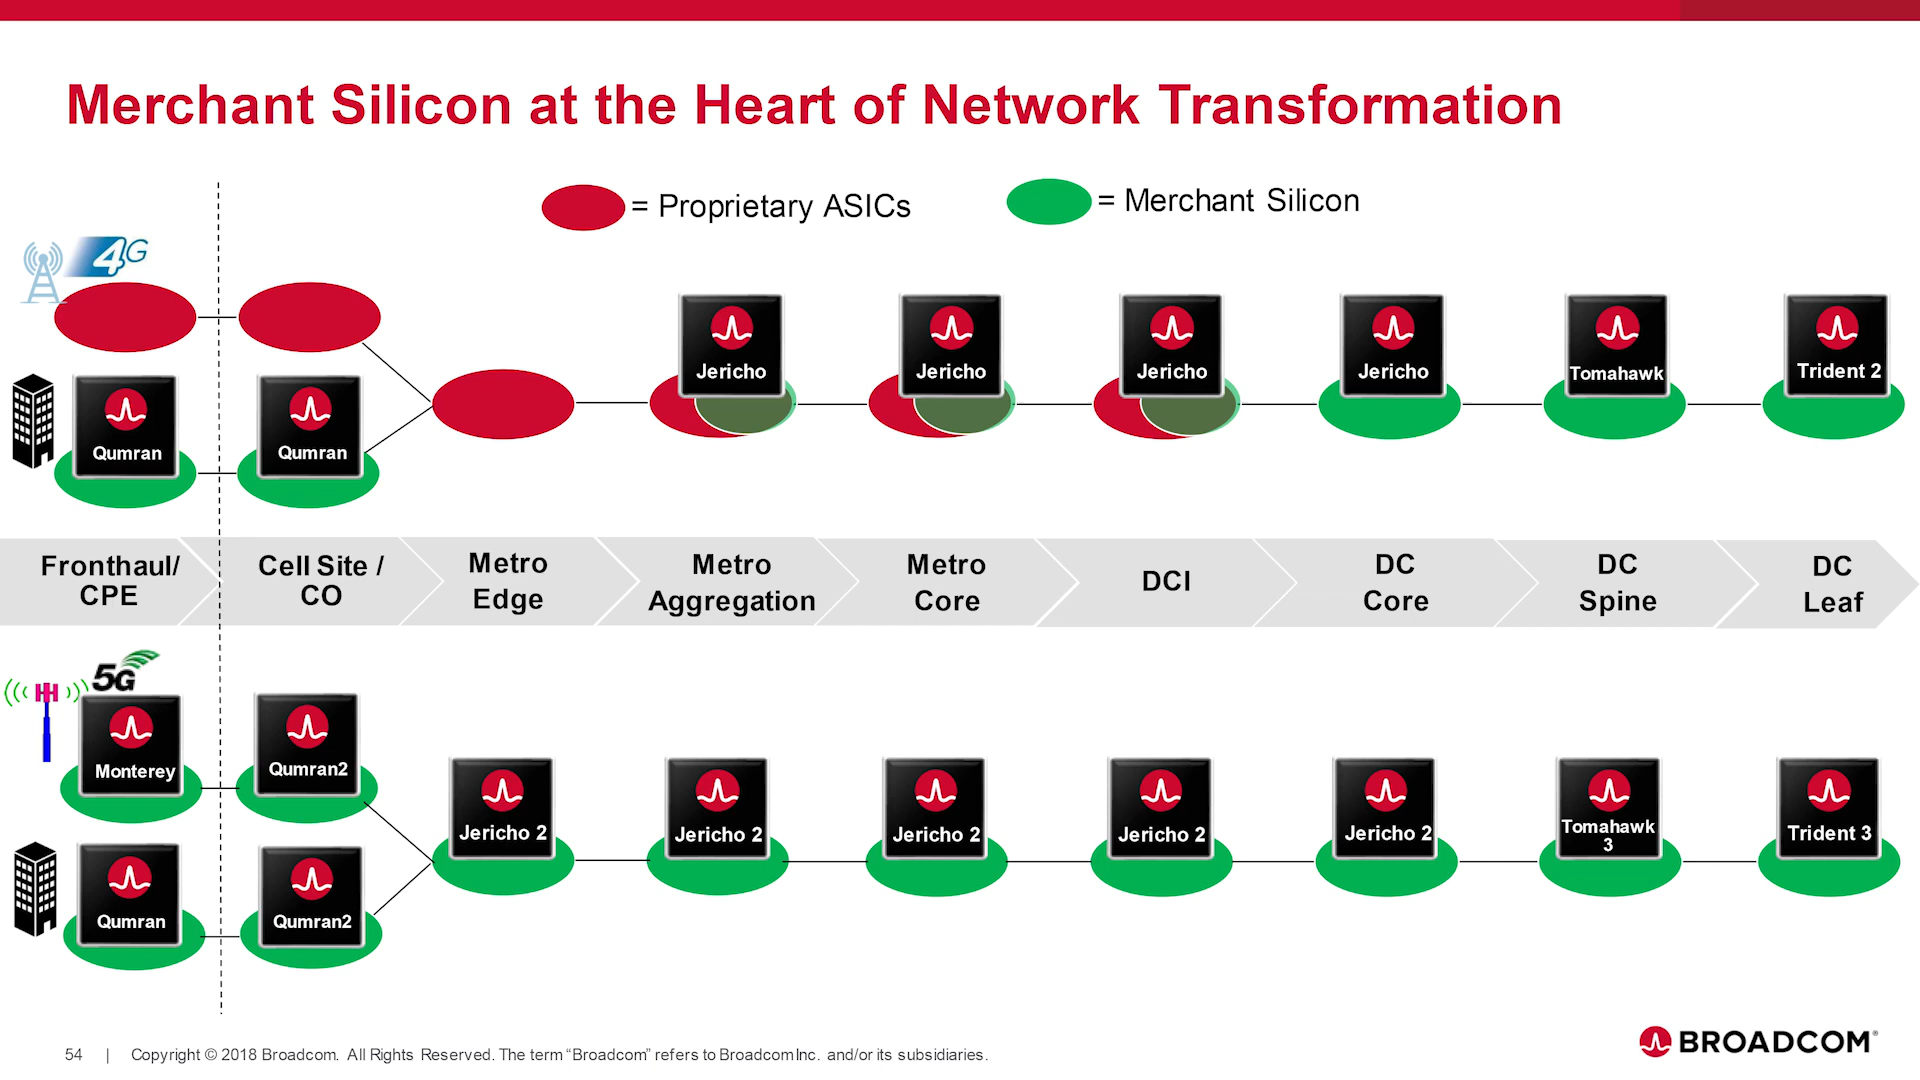 Merchant Silicon at the Heart of Network Transformation
= Proprietary ASICs
= Merchant Silicon
4G
Jericho
Jericho
Jericho
Jericho
Tomahawk
Trident 2
Qumran
Qumran
Fronthaul/
CPE
Cell Site /
CO
Metro
Edge
Metro
Aggregation
Metro
Core
DCI
DC
Core
DC
Spine
DC
Leaf
5G
Monterey
Qumran2
Jericho 2
Jericho 2
Jericho 2
Jericho 2
Jericho 2
Tomahawk
3
Trident 3
Qumran
Qumran2
54 | Copyright © 2018 Broadcom. All Rights Reserved. The term “Broadcom” refers to Broadcom Inc. and/or its subsidiaries.
BROADCOM®